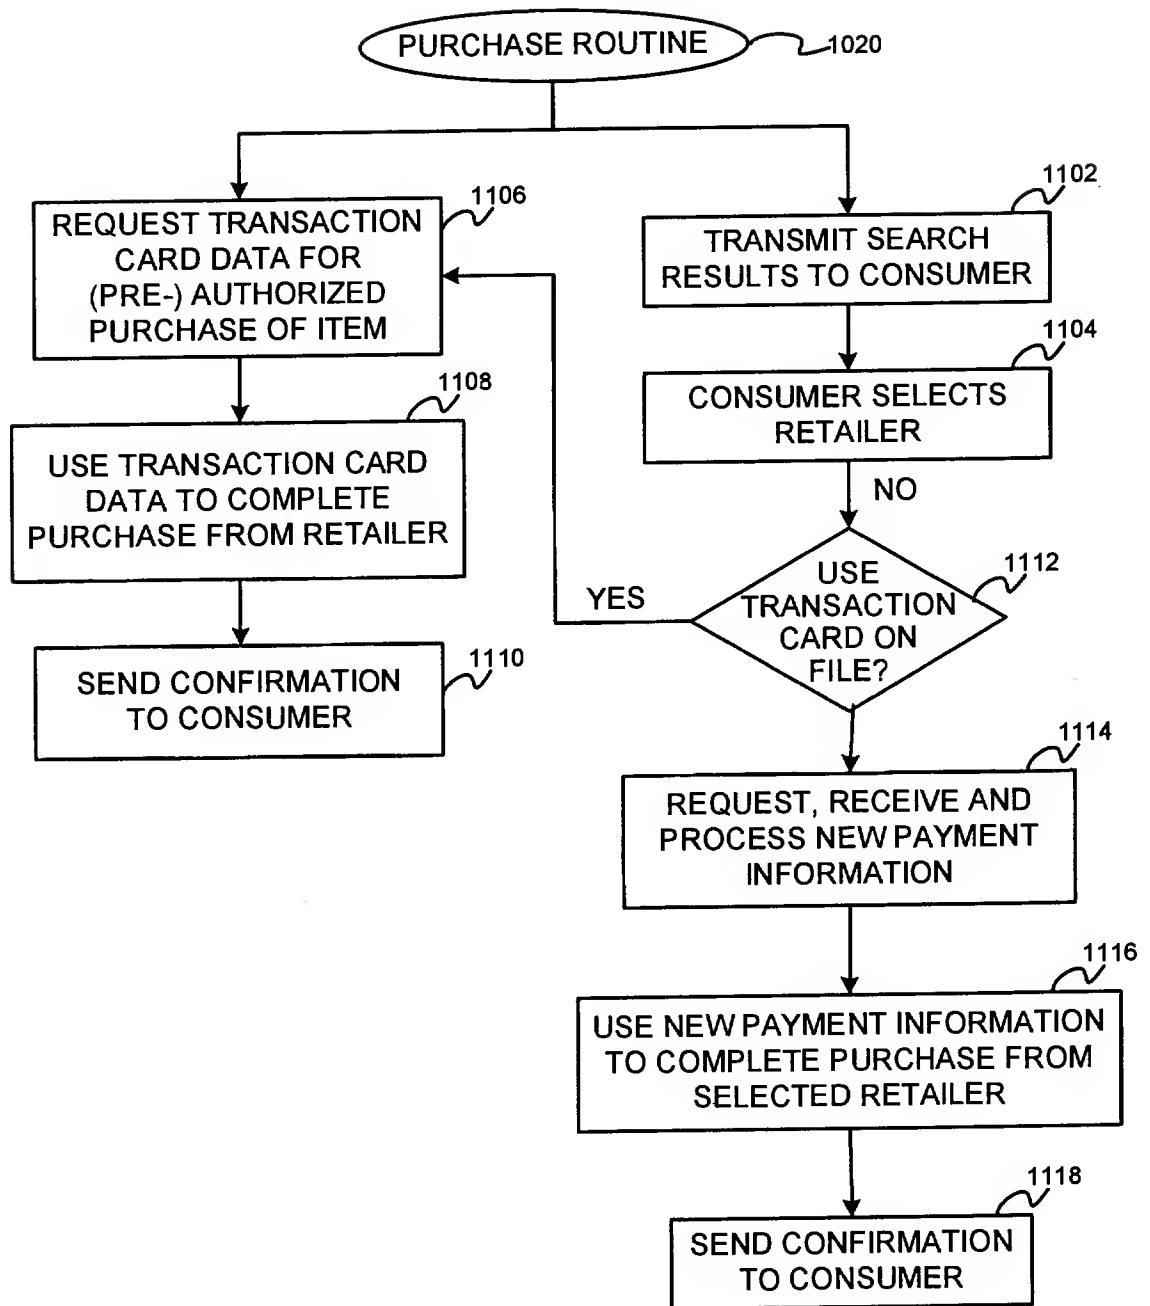 PURCHASE ROUTINE
1020
1106
REQUEST TRANSACTION
CARD DATA FOR
(PRE-) AUTHORIZED
PURCHASE OF ITEM
1108
USE TRANSACTION CARD
DATA TO COMPLETE
PURCHASE FROM RETAILER
1110
SEND CONFIRMATION
TO CONSUMER
1102
TRANSMIT SEARCH
RESULTS TO CONSUMER
1104
CONSUMER SELECTS
RETAILER
NO
1112
USE
TRANSACTION
CARD ON
FILE?
YES
1114
REQUEST, RECEIVE AND
PROCESS NEW PAYMENT
INFORMATION
1116
USE NEW PAYMENT INFORMATION
TO COMPLETE PURCHASE FROM
SELECTED RETAILER
1118
SEND CONFIRMATION
TO CONSUMER